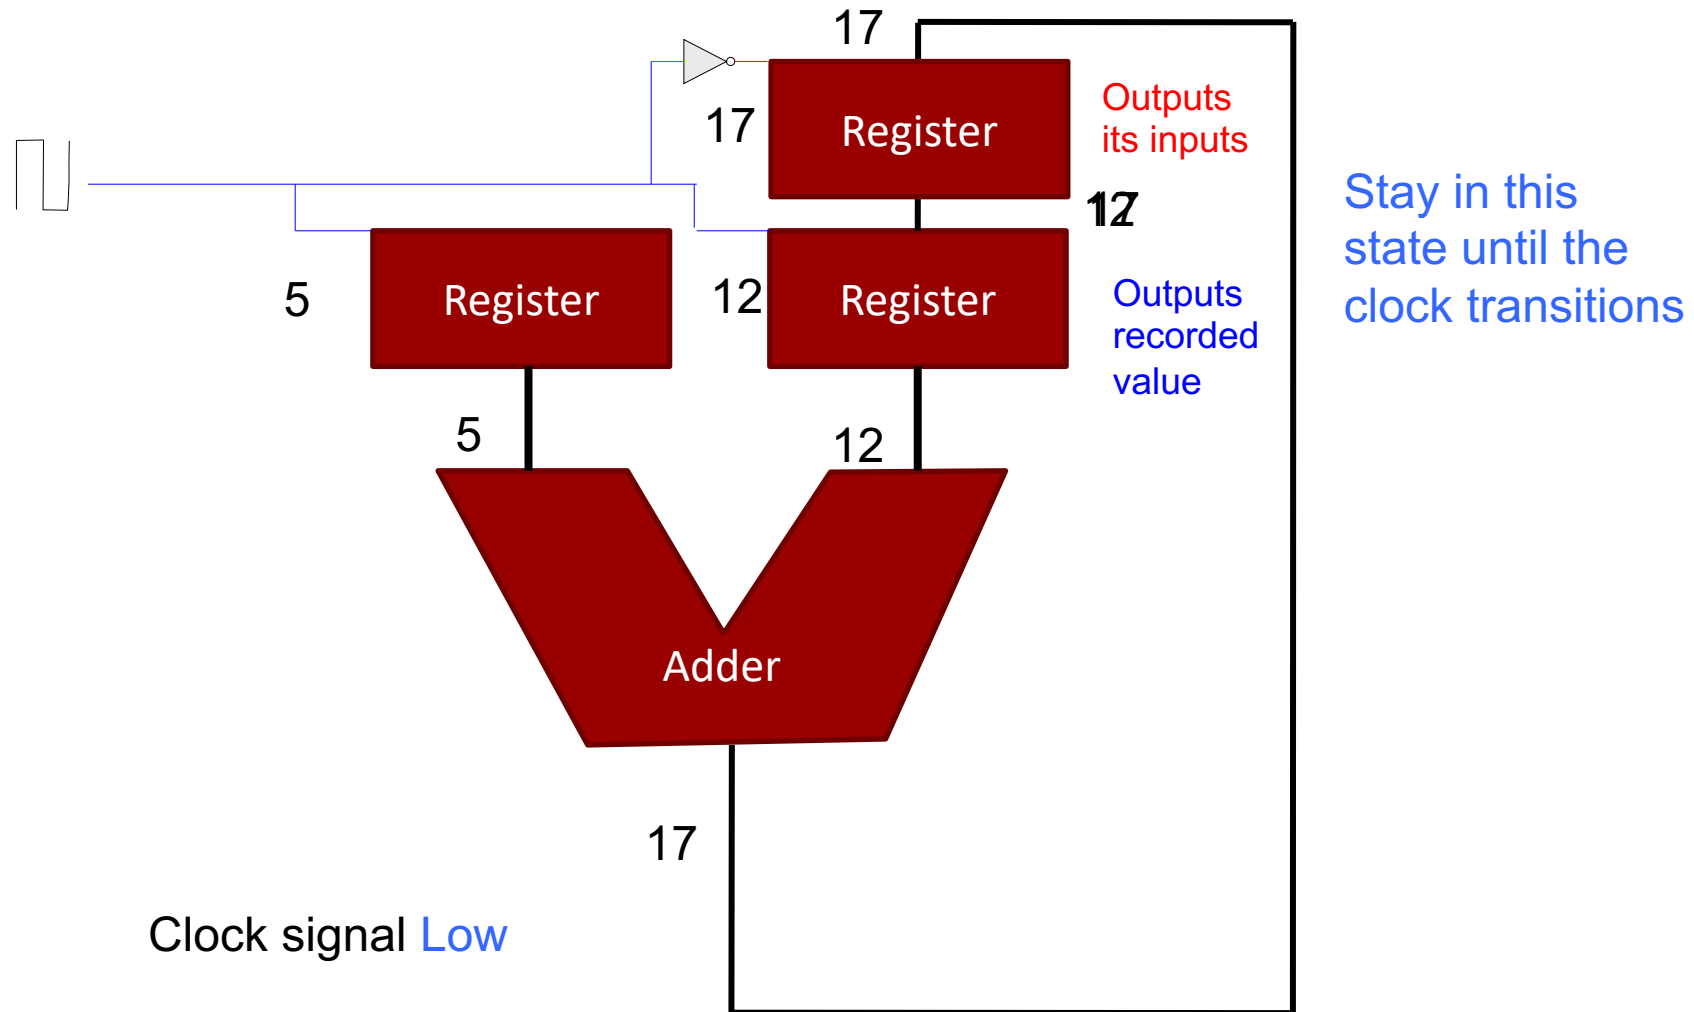 17
17
Register
Outputs
its inputs
5
Register
12
Register
Outputs
recorded
value
Stay in this
state until the
clock transitions
5
12
Adder
17
Clock signal Low